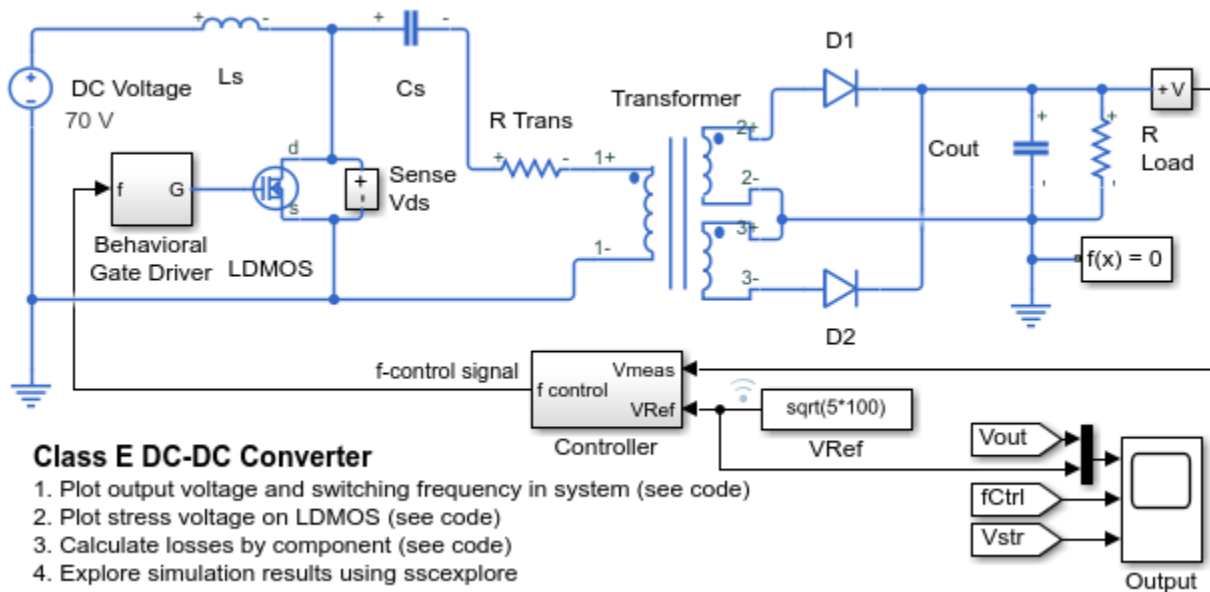 +
-
+
-
D1
+
-
DC Voltage
70 V
Ls
Cs
Transformer
R Trans
+
-
1+
1-
2+
2-
3+
3-
+V
Cout
+
-
+
-
R
Load
f
G
d
s
+
-
Sense
Vds
Behavioral
Gate Driver
LDMOS
f(x) = 0
D2
f-control signal
f control
Vmeas
VRef
Controller
sqrt(5*100)
VRef
Class E DC-DC Converter
1. Plot output voltage and switching frequency in system (see code)
2. Plot stress voltage on LDMOS (see code)
3. Calculate losses by component (see code)
4. Explore simulation results using sscexplore
Vout
fCtrl
Vstr
Output